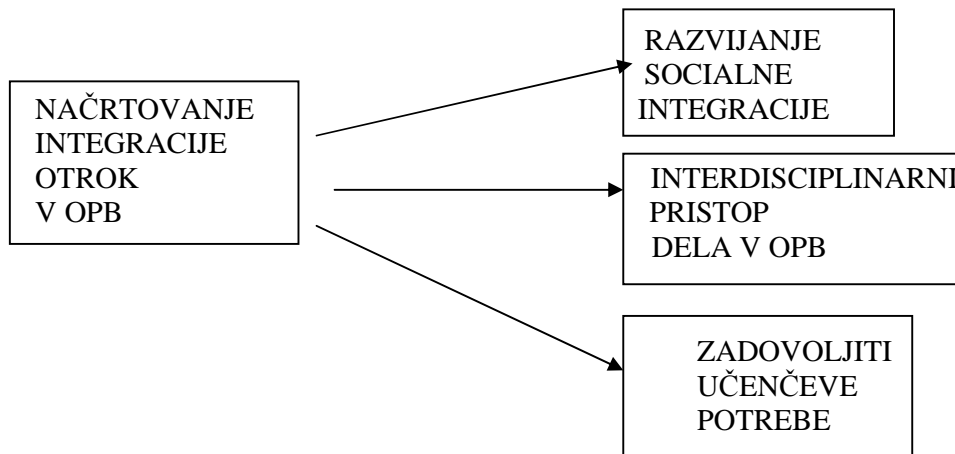 NAČRTOVANJE
INTEGRACIJE
OTROK
V OPB
RAZVIJANJE
SOCIALNE
INTEGRACIJE
INTERDISCIPLINARNI
PRISTOP
DELA V OPB
ZADOVOLJITI
UČENČEVE
POTREBE